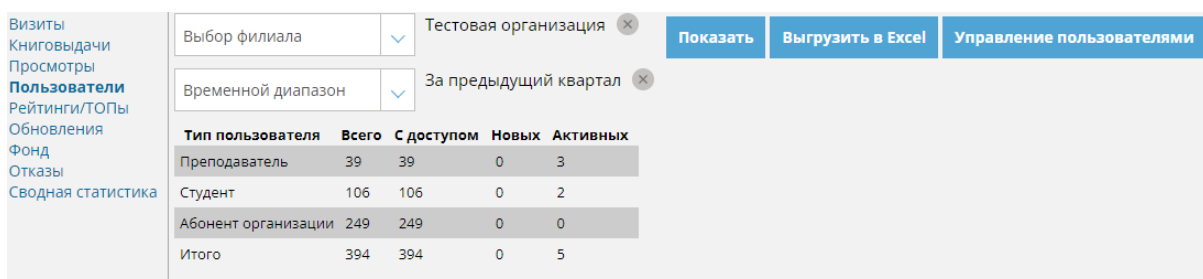 Визиты
Книговыдачи
Просмотры
Пользователи
Рейтинги/ТОПы
Обновления
Фонд
Отказы
Сводная статистика
Выбор филиала
Тестовая организация
Показать
Выгрузить в Excel
Управление пользователями
Временной диапазон
За предыдущий квартал
Тип пользователя Всего С доступом Новых Активных
Преподаватель 39 39 0 3
Студент 106 106 0 2
Абонент организации 249 249 0 0
Итого 394 394 0 5